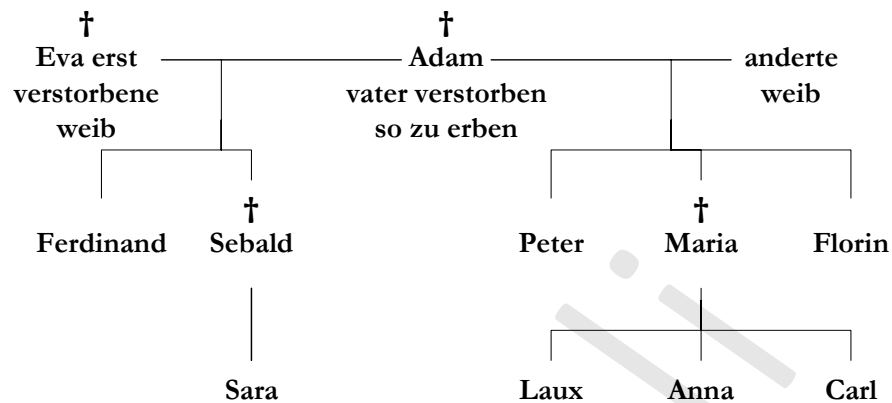 † †
Eva erst Adam anderte
verstorbene vater verstorben weib
weib so zu erben
† †
Ferdinand Sebald Peter Maria Florin
Sara Laux Anna Carl